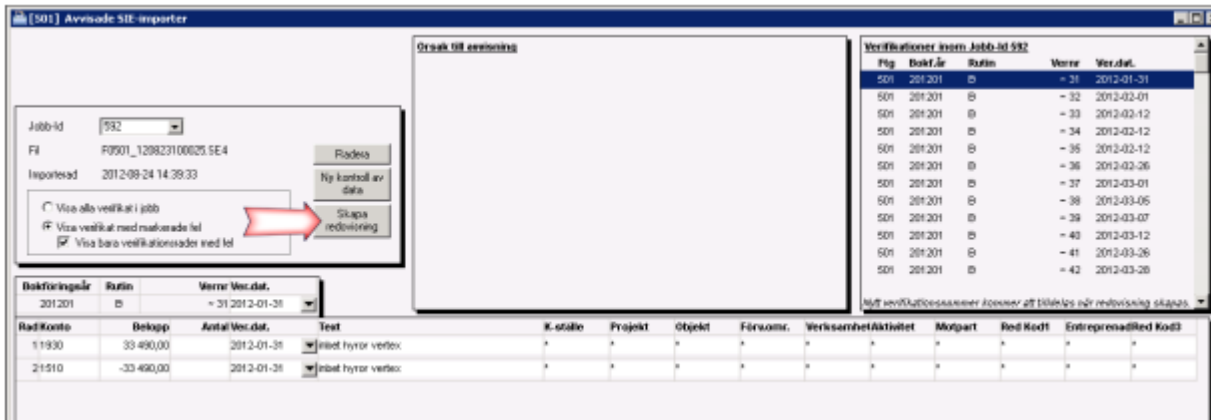 [501] Avvisade SIE-importer
Jobb-Id 592
Fil F0501_120823100025.SE4
Importerad 2012-08-24 14:39:33
Visa alla verifikat i jobb
Visa verifikat med markerade fel
Visa bara verifikationsrader med fel
Radera
Ny kontroll av
data
Skapa
redovisning
Orsak till avvisning
Verifikationer inom Jobb-Id 592
Ftg Bokf.år Rutin Vernr Ver.dat.
501 201201 B = 31 2012-01-31
501 201201 B = 32 2012-02-01
501 201201 B = 33 2012-02-12
501 201201 B = 34 2012-02-12
501 201201 B = 35 2012-02-12
501 201201 B = 36 2012-02-26
501 201201 B = 37 2012-03-01
501 201201 B = 38 2012-03-05
501 201201 B = 39 2012-03-07
501 201201 B = 40 2012-03-12
501 201201 B = 41 2012-03-26
501 201201 B = 42 2012-03-28
Nytt verifikationsnummer kommer att tilldelas när redovisning skapas.
Bokföringsår Rutin Vernr Ver.dat.
201201 B = 31 2012-01-31
Rad Konto Belopp Antal Ver.dat. Text K-ställe Projekt Objekt Förv.omr. Verksamhet Aktivitet Motpart Red Kod1 Entreprenad Red Kod3
1 1930 33 490,00 2012-01-31 inbet hyror vertex * * * * * * * * * *
2 1510 -33 490,00 2012-01-31 inbet hyror vertex * * * * * * * * * *